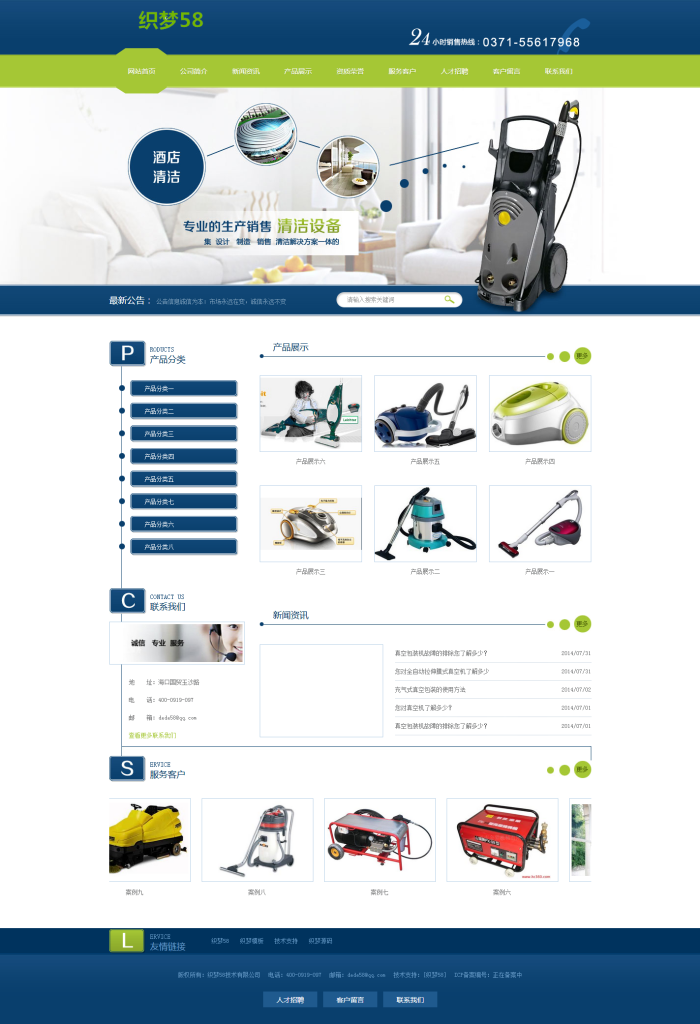 织梦58
24小时销售热线：0371-55617968
网站首页 公司简介 新闻资讯 产品展示 资质荣誉 服务客户 人才招聘 客户留言 联系我们
酒店
清洁
专业的生产销售 清洁设备
集 设计 制造 销售 清洁解决方案一体的
最新公告： 公益信息诚信为本：市场永远在变，诚信永远不变
请输入搜索关键词
P RODUCTS
产品分类
产品分类一
产品分类二
产品分类三
产品分类四
产品分类五
产品分类七
产品分类六
产品分类八
产品展示
更多
产品展示六
产品展示五
产品展示四
产品展示三
产品展示二
产品展示一
C ONTACT US
联系我们
诚信 专业 服务
地 址：海口国贸玉沙路
电 话：400-0919-097
邮 箱：dede58@qq.com
查看更多联系我们
新闻资讯
更多
真空包装机故障的排除您了解多少？ 2014/07/31
您对全自动拉伸膜式真空机了解多少 2014/07/31
充气式真空包装的使用方法 2014/07/02
您对真空机了解多少？ 2014/07/01
真空包装机故障的排除您了解多少？ 2014/07/01
S ERVICE
服务客户
更多
案例九
案例八
案例七
案例六
L ERVICE
友情链接
织梦58 织梦模板 技术支持 织梦源码
版权所有：织梦58技术有限公司 电话：400-0919-097 邮箱：dede58@qq.com 技术支持：[织梦58] ICP备案编号：正在备案中
人才招聘 客户留言 联系我们